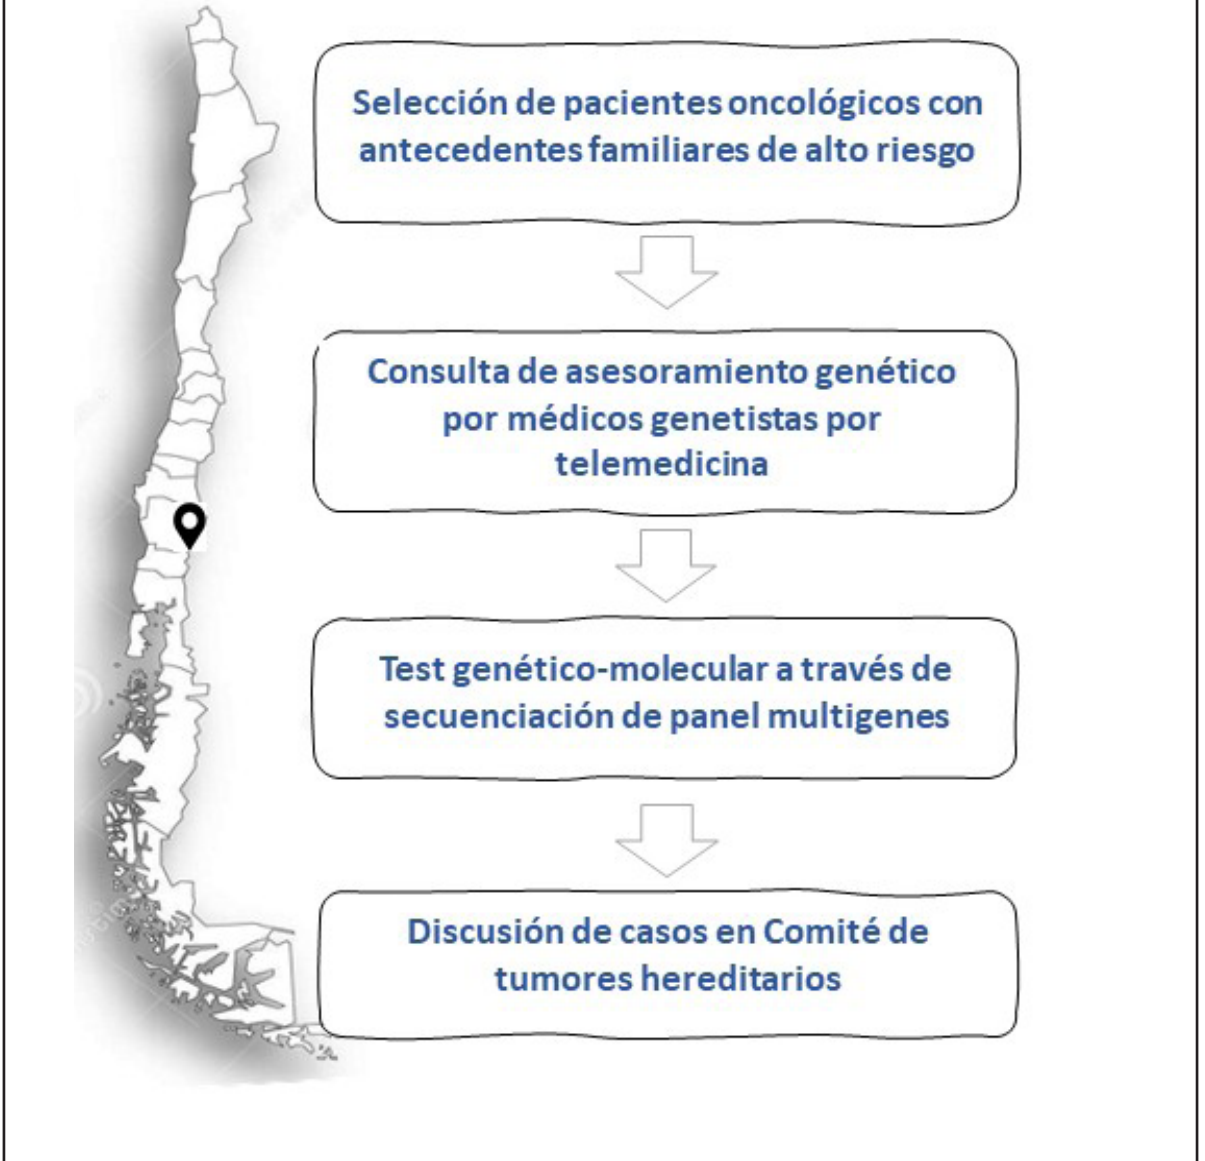 Selección de pacientes oncológicos con
antecedentes familiares de alto riesgo
Consulta de asesoramiento genético
por médicos genetistas por
telemedicina
Test genético-molecular a través de
secuenciación de panel multigenes
Discusión de casos en Comité de
tumores hereditarios